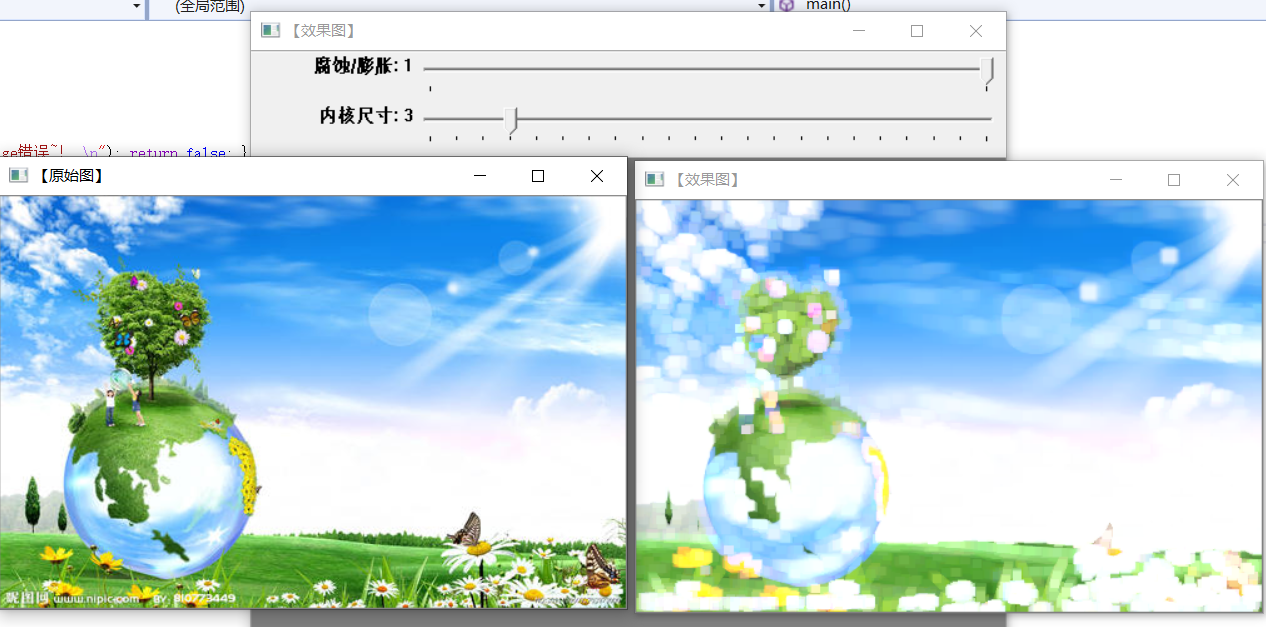 (全局范围)
main()
【效果图】
腐蚀/膨胀: 1
内核尺寸: 3
ge错误~! \n"); return false; }
【原始图】
【效果图】
昵图网 www.nipic.com BY: 810773449